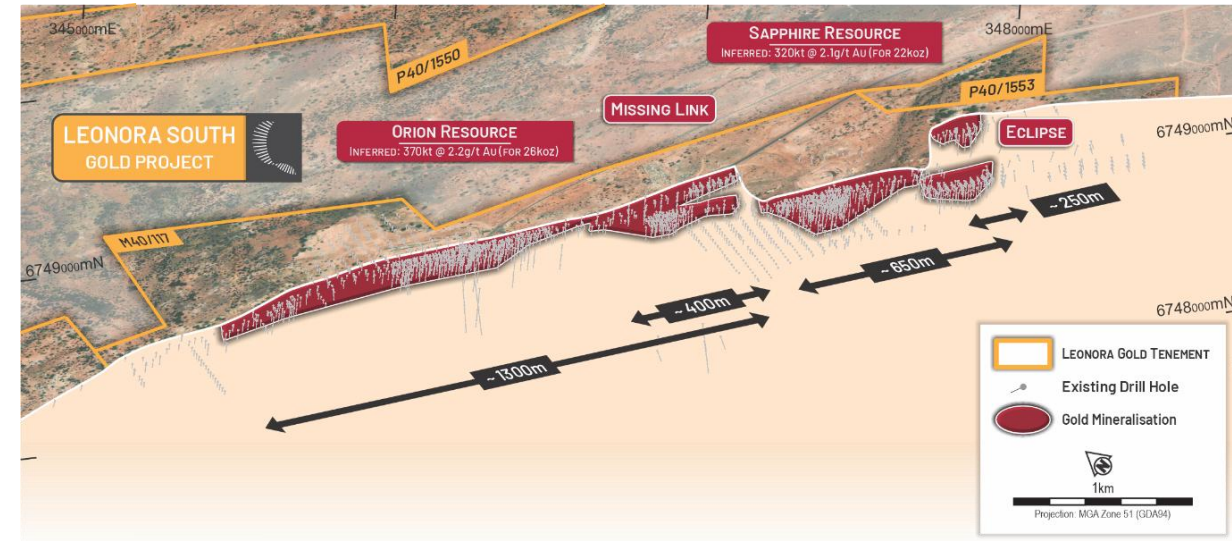 345000mE
SAPPHIRE RESOURCE
INFERRED: 320kt @ 2.1g/t Au (FOR 22koz)
348000mE
P40/1550
P40/1553
MISSING LINK
LEONORA SOUTH
GOLD PROJECT
ORION RESOURCE
INFERRED: 370kt @ 2.2g/t Au (FOR 26koz)
ECLIPSE
6749000mN
~ 250m
M40/117
6749000mN
~ 650m
~ 400m
6748000mN
~ 1300m
LEONORA GOLD TENEMENT
Existing Drill Hole
Gold Mineralisation
N
1km
Projection: MGA Zone 51 (GDA94)